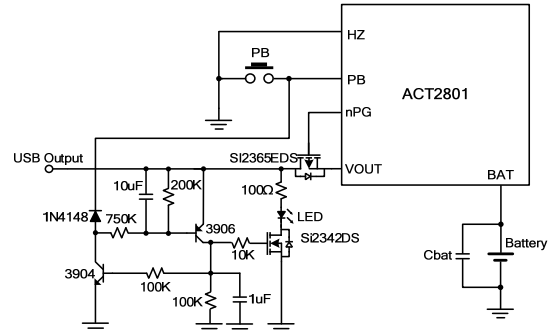 HZ
PB
PB
ACT2801
nPG
USB Output
SI2365EDS
VOUT
BAT
10uF
200K
100Ω
1N4148
750K
3906
LED
Si2342DS
10K
Cbat
Battery
3904
100K
100K
1uF